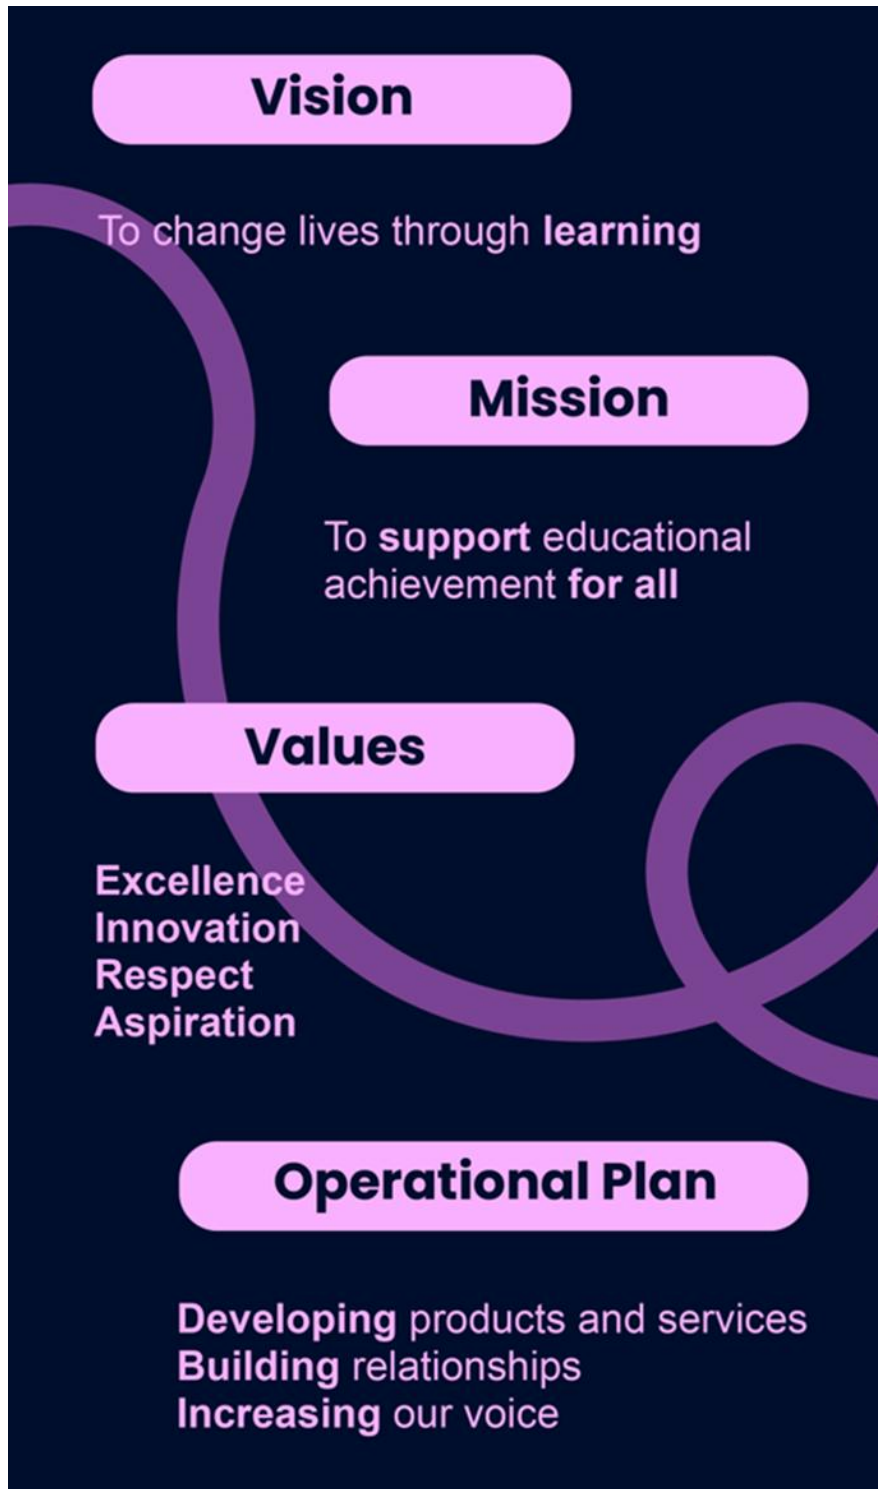 Vision
To change lives through learning
Mission
To support educational
achievement for all
Values
Excellence
Innovation
Respect
Aspiration
Operational Plan
Developing products and services
Building relationships
Increasing our voice